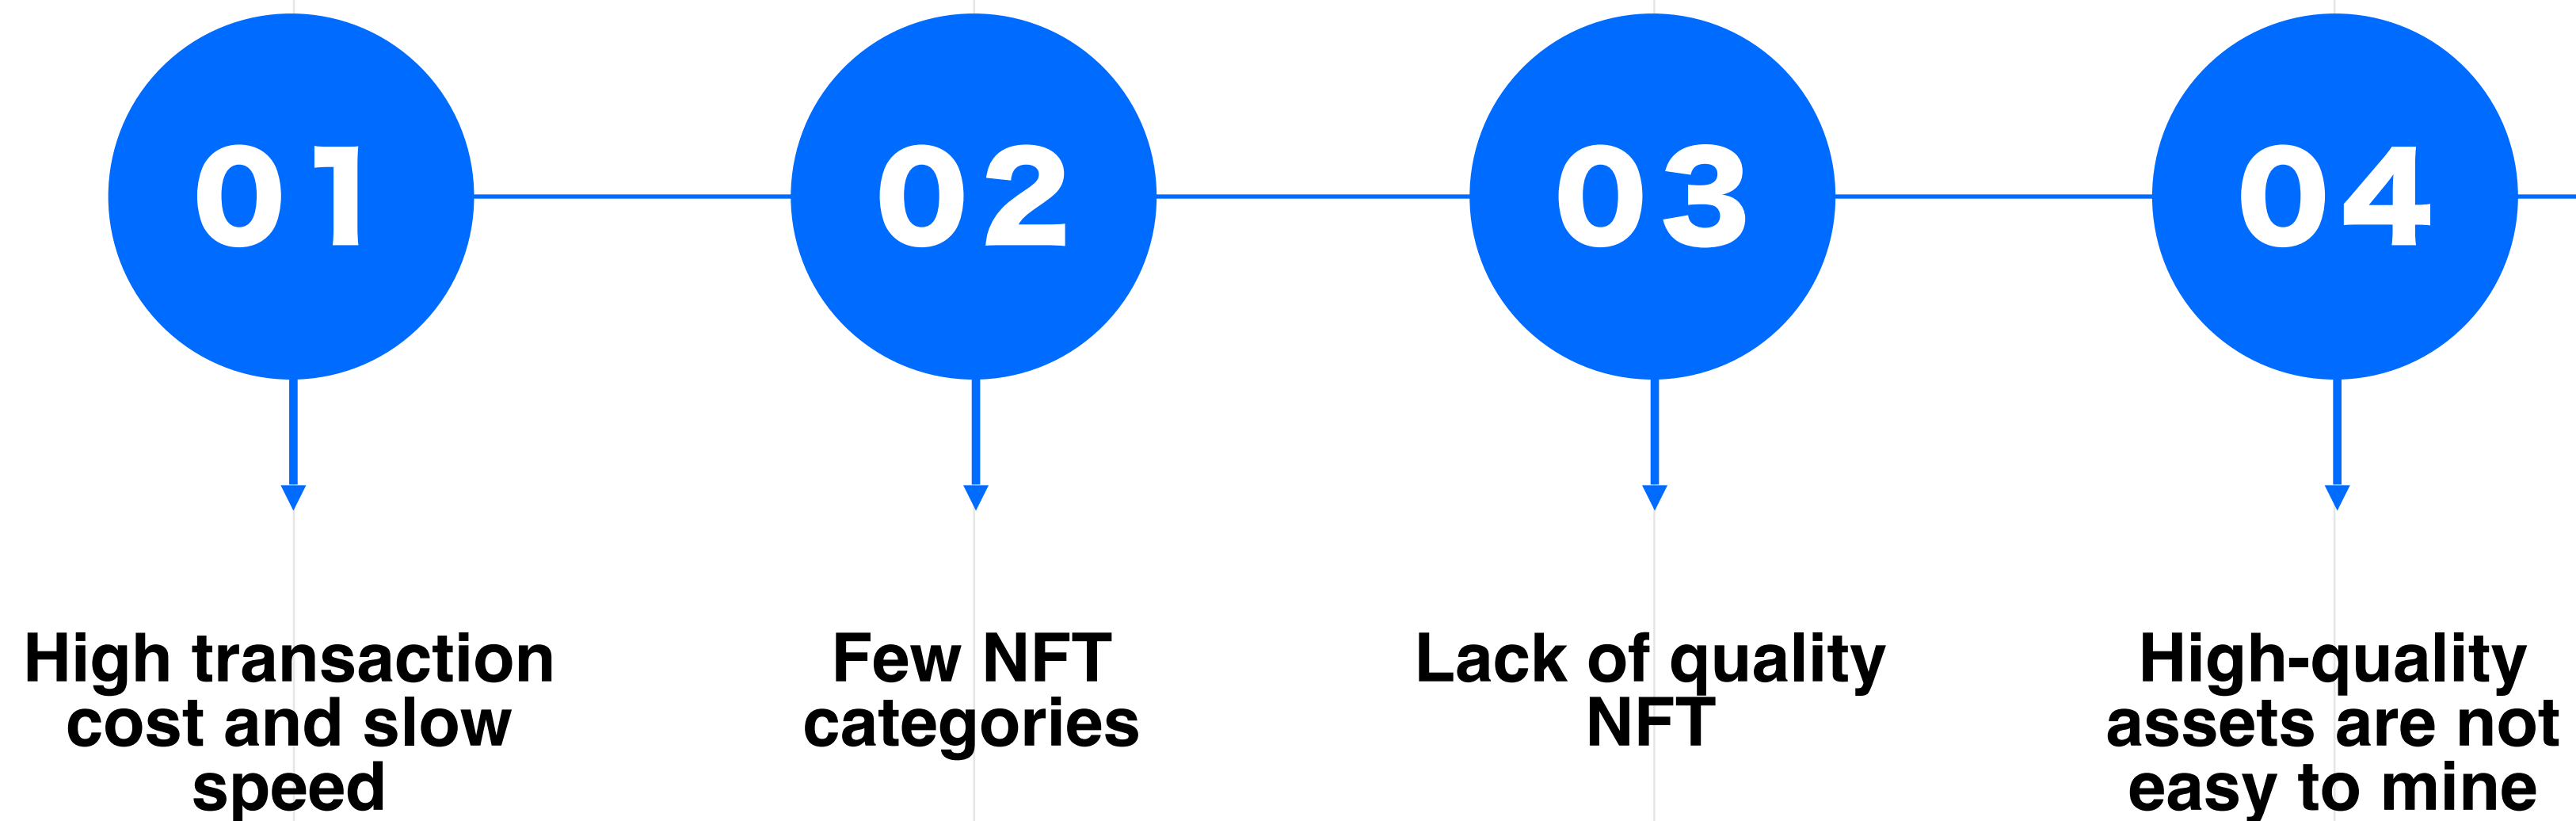 01
High transaction
cost and slow
speed
02
Few NFT
categories
03
Lack of quality
NFT
04
High-quality
assets are not
easy to mine